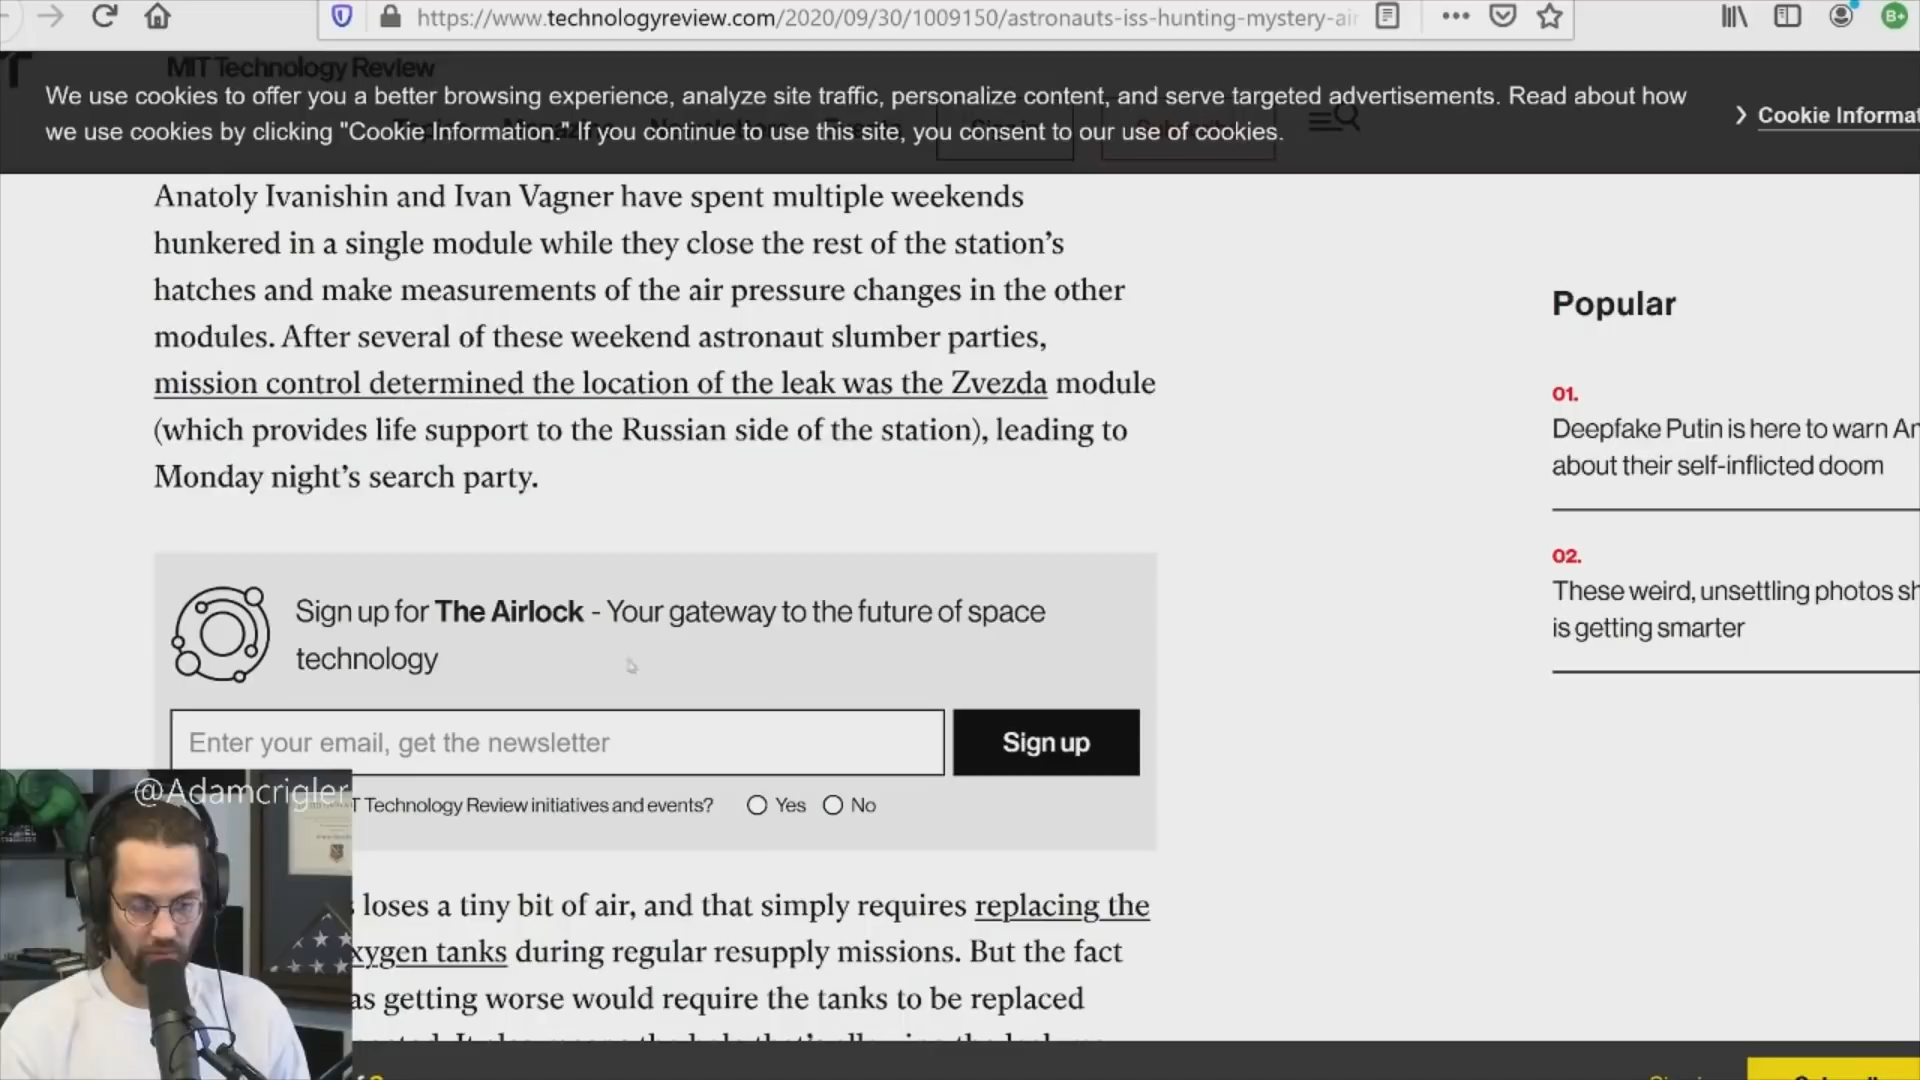 https://www.technologyreview.com/2020/09/30/1009150/astronauts-iss-hunting-mystery-air
B+
MIT Technology Review
We use cookies to offer you a better browsing experience, analyze site traffic, personalize content, and serve targeted advertisements. Read about how
we use cookies by clicking "Cookie Information." If you continue to use this site, you consent to our use of cookies.
Cookie Informat
Anatoly Ivanishin and Ivan Vagner have spent multiple weekends
hunkered in a single module while they close the rest of the station's
hatches and make measurements of the air pressure changes in the other
modules. After several of these weekend astronaut slumber parties,
mission control determined the location of the leak was the Zvezda module
(which provides life support to the Russian side of the station), leading to
Monday night's search party.
Popular
01.
Deepfake Putin is here to warn Am
about their self-inflicted doom
02.
These weird, unsettling photos sh
is getting smarter
Sign up for The Airlock - Your gateway to the future of space
technology
Enter your email, get the newsletter
Sign up
T Technology Review initiatives and events?
Yes
No
@Adamcrigler
loses a tiny bit of air, and that simply requires replacing the
xygen tanks during regular resupply missions. But the fact
as getting worse would require the tanks to be replaced